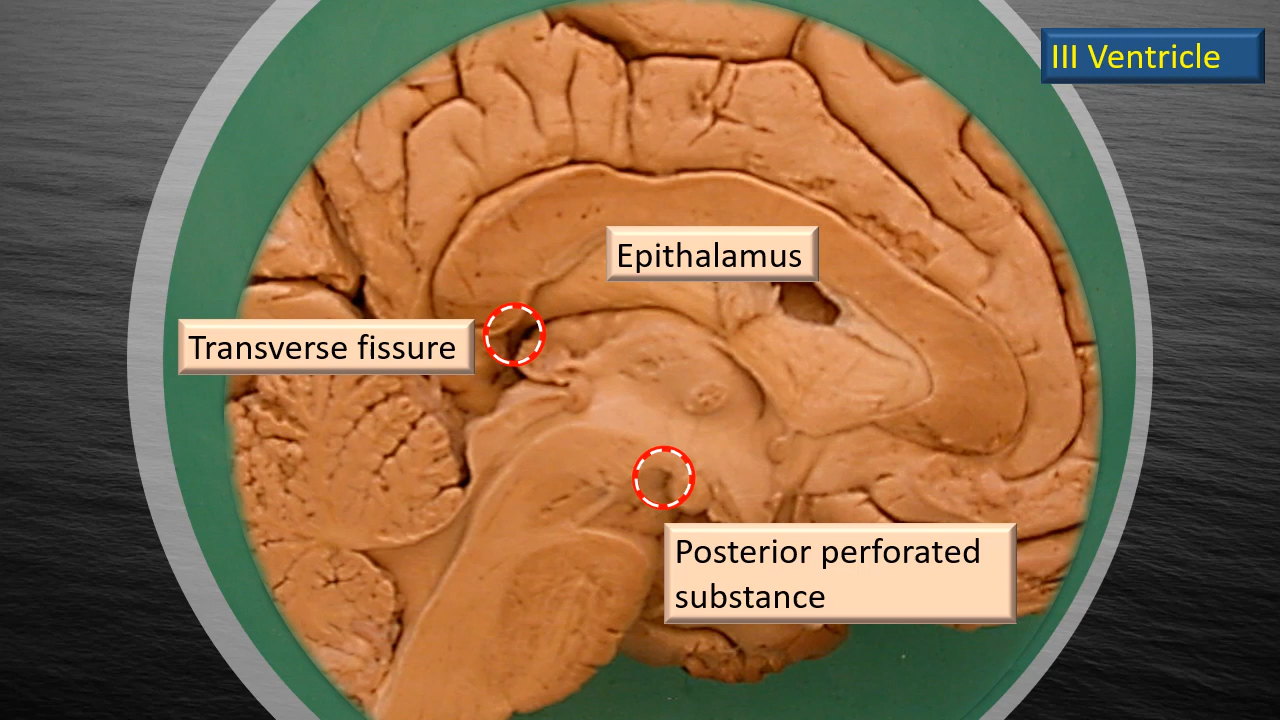 III Ventricle
Epithalamus
Transverse fissure
Posterior perforated
substance